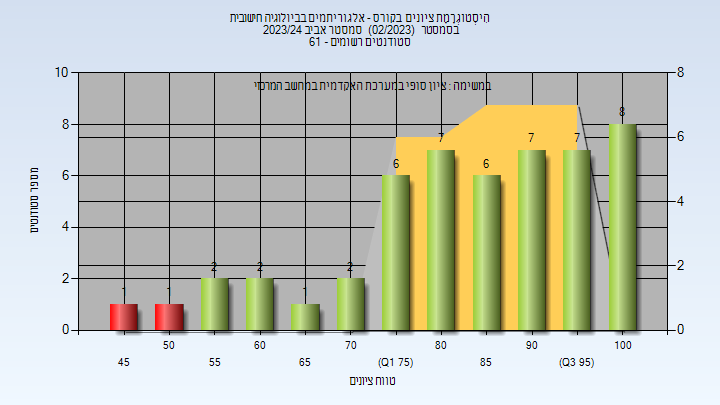 היסטוגרמת ציונים בקורס - אלגוריתמים בביולוגיה חישובית
בסמסטר (02/2023) סמסטר אביב 2023/24
סטודנטים רשומים - 61
במשימה : ציון סופי במערכת האקדמית במחשב המרכזי
מספר סטודנטים
10 8 6 4 2 0
8 6 4 2 0
1 1 2 2 1 2 6 7 6 7 7 8
50 60 70 80 90 100
45 55 65 (Q1 75) 85 (Q3 95)
טווח ציונים